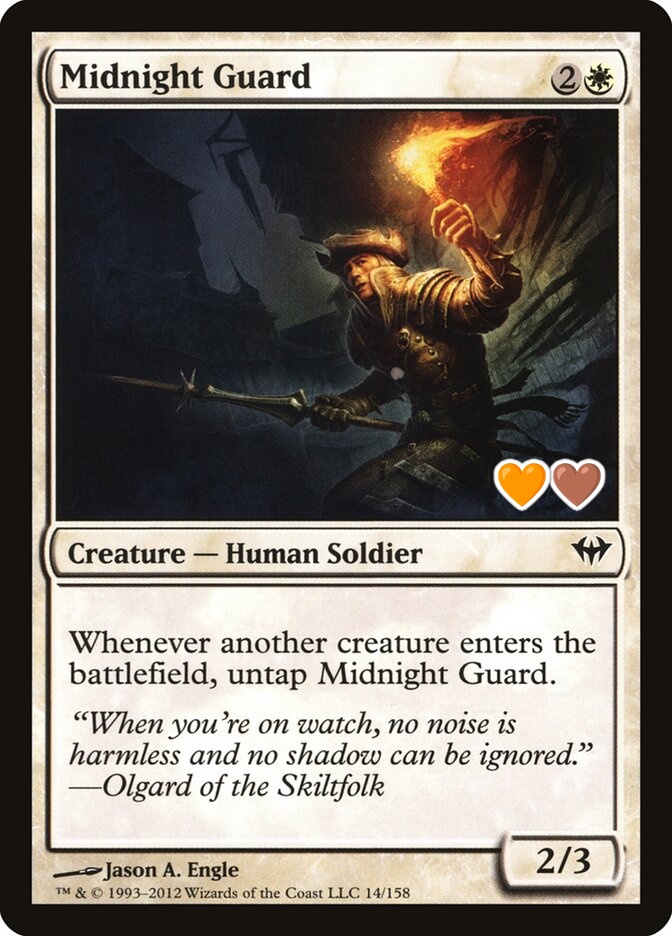 Midnight Guard 2
Creature — Human Soldier
Whenever another creature enters the
battlefield, untap Midnight Guard.
“When you’re on watch, no noise is
harmless and no shadow can be ignored.”
—Olgard of the Skiltfolk
2/3
Jason A. Engle
™ & © 1993–2012 Wizards of the Coast LLC 14/158